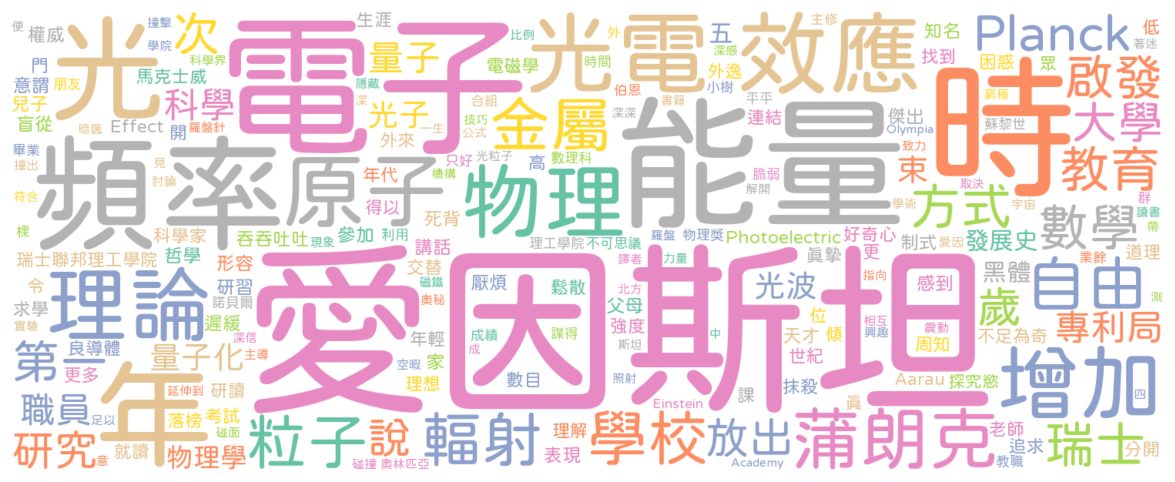 便 權威 撞擊 生涯 比例 外 主修 低
學院 科學界 電子 光電效應 五 知名 Planck 著迷
光 次 量子 電磁學 時間 深感 找到 困惑 眾
門 馬克士威 隱藏 伯恩 外逸 時 啟發
意謂 朋友 科學 光子 深 合組 書籍 小樹 窮極
兒子 暗諷 羅盤針 一生 技巧 金屬 深深 平平 連結 傑出 蘇黎世 大學
盲從 Effect 開 外來 公式 能量 Olympia
畢業 見 頻率 原子 只好 光粒子 高 數理科 脆弱 束 致力 教育
撞出 討論 年代 機構 物理 解開 取決
符合 得以 死背 學術 方式 宇宙 數學 群 讀書
棵 科學家 吞吞吐吐 現象 參加 利用 講話 理工學院 不可思議 羅盤 物理獎 Photoelectric 好奇心 制式 愛因 發展史 業餘 帶
瑞士聯邦理工學院 哲學 交替 譯者 力量 眞摯 更 道理
令 形容 磁鐵 厭煩 鬆散 北方 光波 指向 感到 黑體 自由 測
求學 理論 諾貝爾 研習 愛因斯坦 奧秘 父母 歲
實驗 遲緩 深信 年輕 成績 謀得 強度 中 天才 位 傾 相互 興趣 震動 周知 不足為奇 專利局
第一 良導體 量子化 主導 空暇 家 成 斯坦 世紀
更多 年 延伸到 理想 數目 照射 抹殺 Aarau 探究慾 增加
職員 足以 落榜 研讀 考試 Einstein 課 眞 四
研究 意 就讀 碰面 粒子 說 輻射 理解 學校 放出 蒲朗克 老師 追求 瑞士 分開
物理學 碰撞 奧林匹亞 表現 Academy 教職